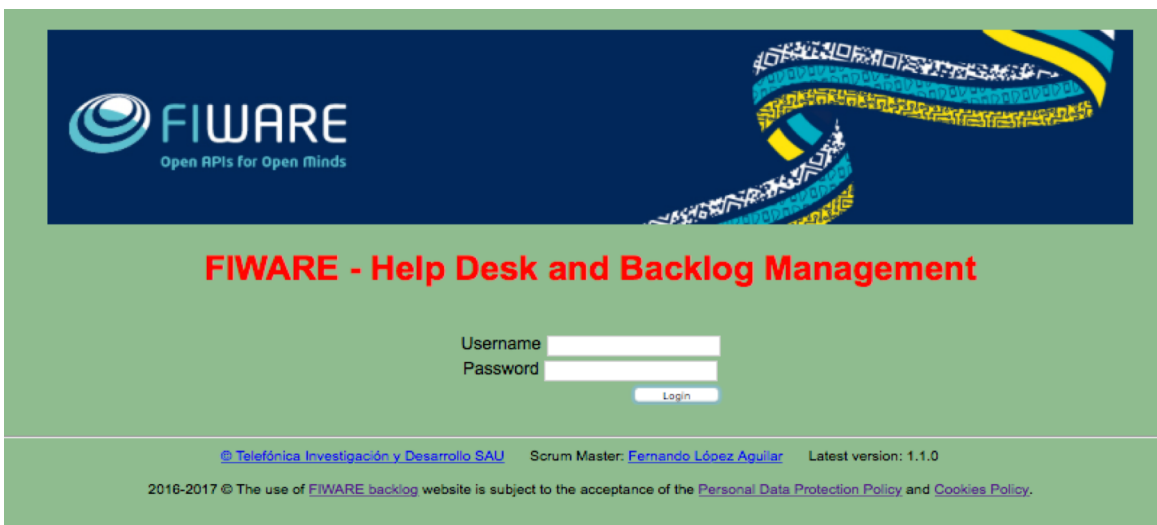 FIWARE
Open APIs for Open Minds
FIWARE - Help Desk and Backlog Management
Username
Password
Login
© Telefónica Investigación y Desarrollo SAU Scrum Master: Fernando López Aguilar Latest version: 1.1.0
2016-2017 © The use of FIWARE backlog website is subject to the acceptance of the Personal Data Protection Policy and Cookies Policy.